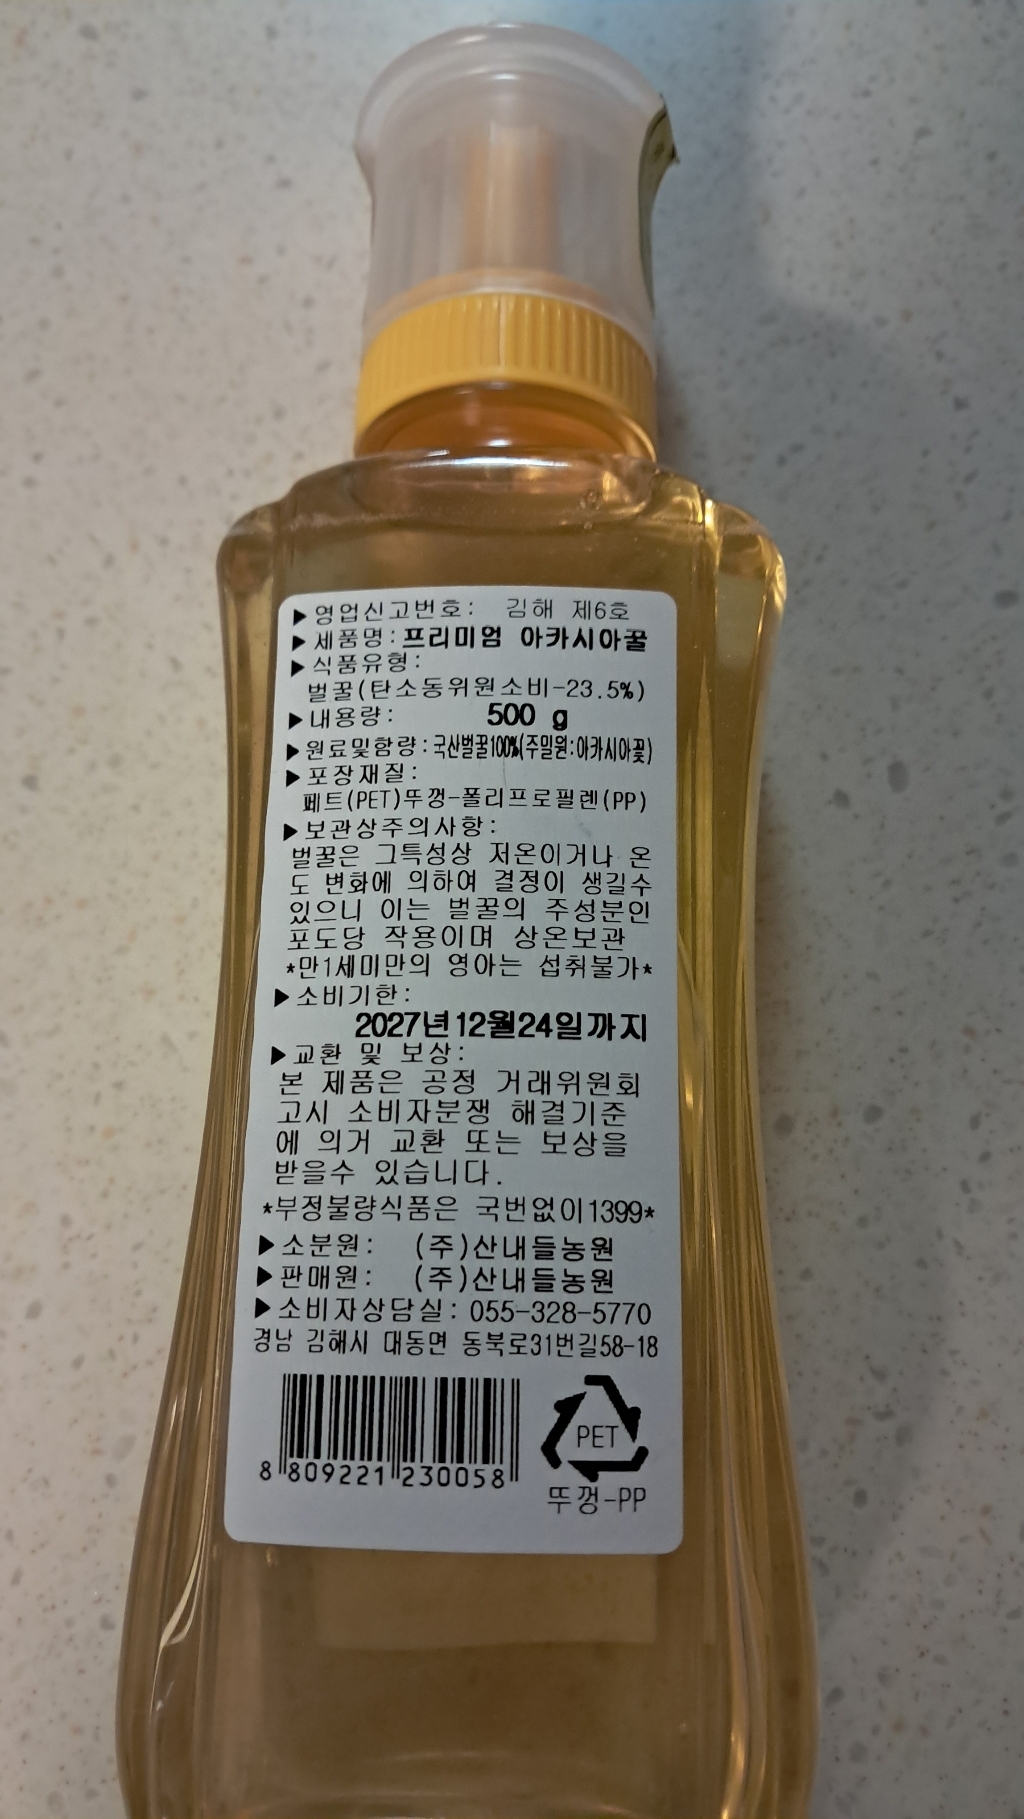 ▶영업신고번호: 김해 제6호
▶제품명:프리미엄 아카시아꿀
▶식품유형:
벌꿀(탄소동위원소비-23.5%)
▶내용량: 500 g
▶원료및함량:국산벌꿀100%(주밀원:아카시아꽃)
▶포장재질:
페트(PET)뚜껑-폴리프로필렌(PP)
▶보관상주의사항:
벌꿀은 그특성상 저온이거나 온
도 변화에 의하여 결정이 생길수
있으니 이는 벌꿀의 주성분인
포도당 작용이며 상온보관
*만1세미만의 영아는 섭취불가*
▶소비기한:
2027년12월24일까지
▶교환 및 보상:
본 제품은 공정 거래위원회
고시 소비자분쟁 해결기준
에 의거 교환 또는 보상을
받을수 있습니다.
*부정불량식품은 국번없이1399*
▶소분원: (주)산내들농원
▶판매원: (주)산내들농원
▶소비자상담실: 055-328-5770
경남 김해시 대동면 동북로31번길58-18
8 809221 230058
PET
뚜껑-PP